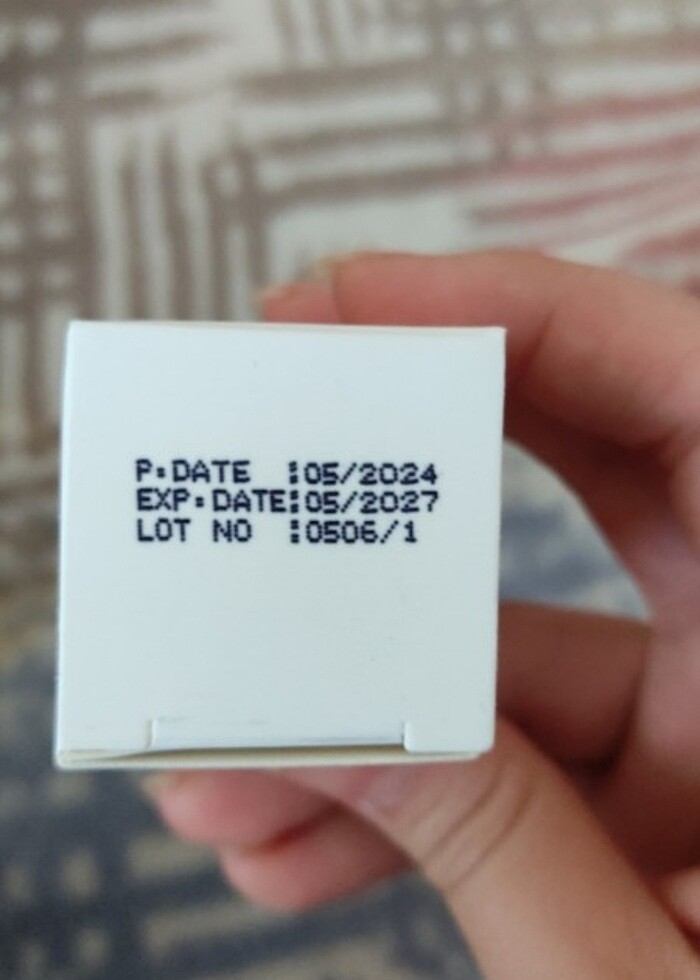 P.DATE :05/2024
EXP.DATE:05/2027
LOT NO :0506/1